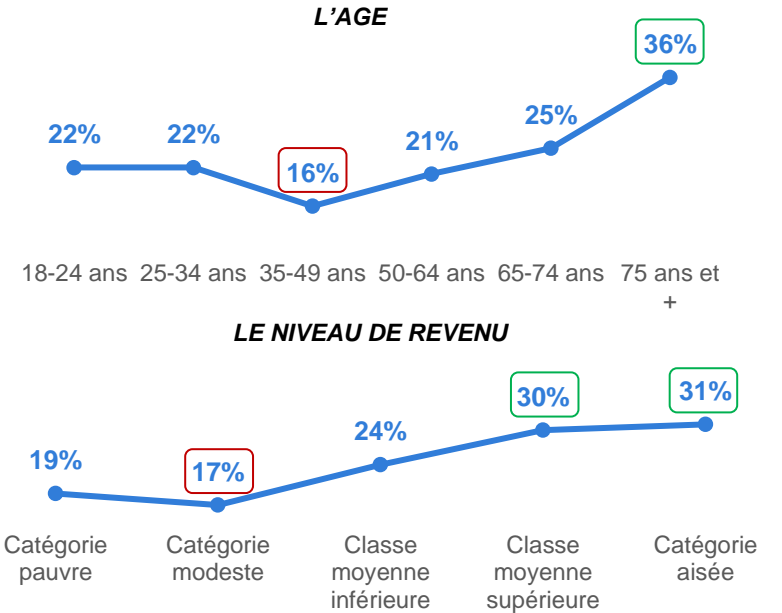 L'AGE
36%
22% 22% 16% 21% 25%
18-24 ans 25-34 ans 35-49 ans 50-64 ans 65-74 ans 75 ans et
+
LE NIVEAU DE REVENU
19% 17% 24% 30% 31%
Catégorie Catégorie Classe Classe Catégorie
pauvre modeste moyenne moyenne aisée
inférieure supérieure